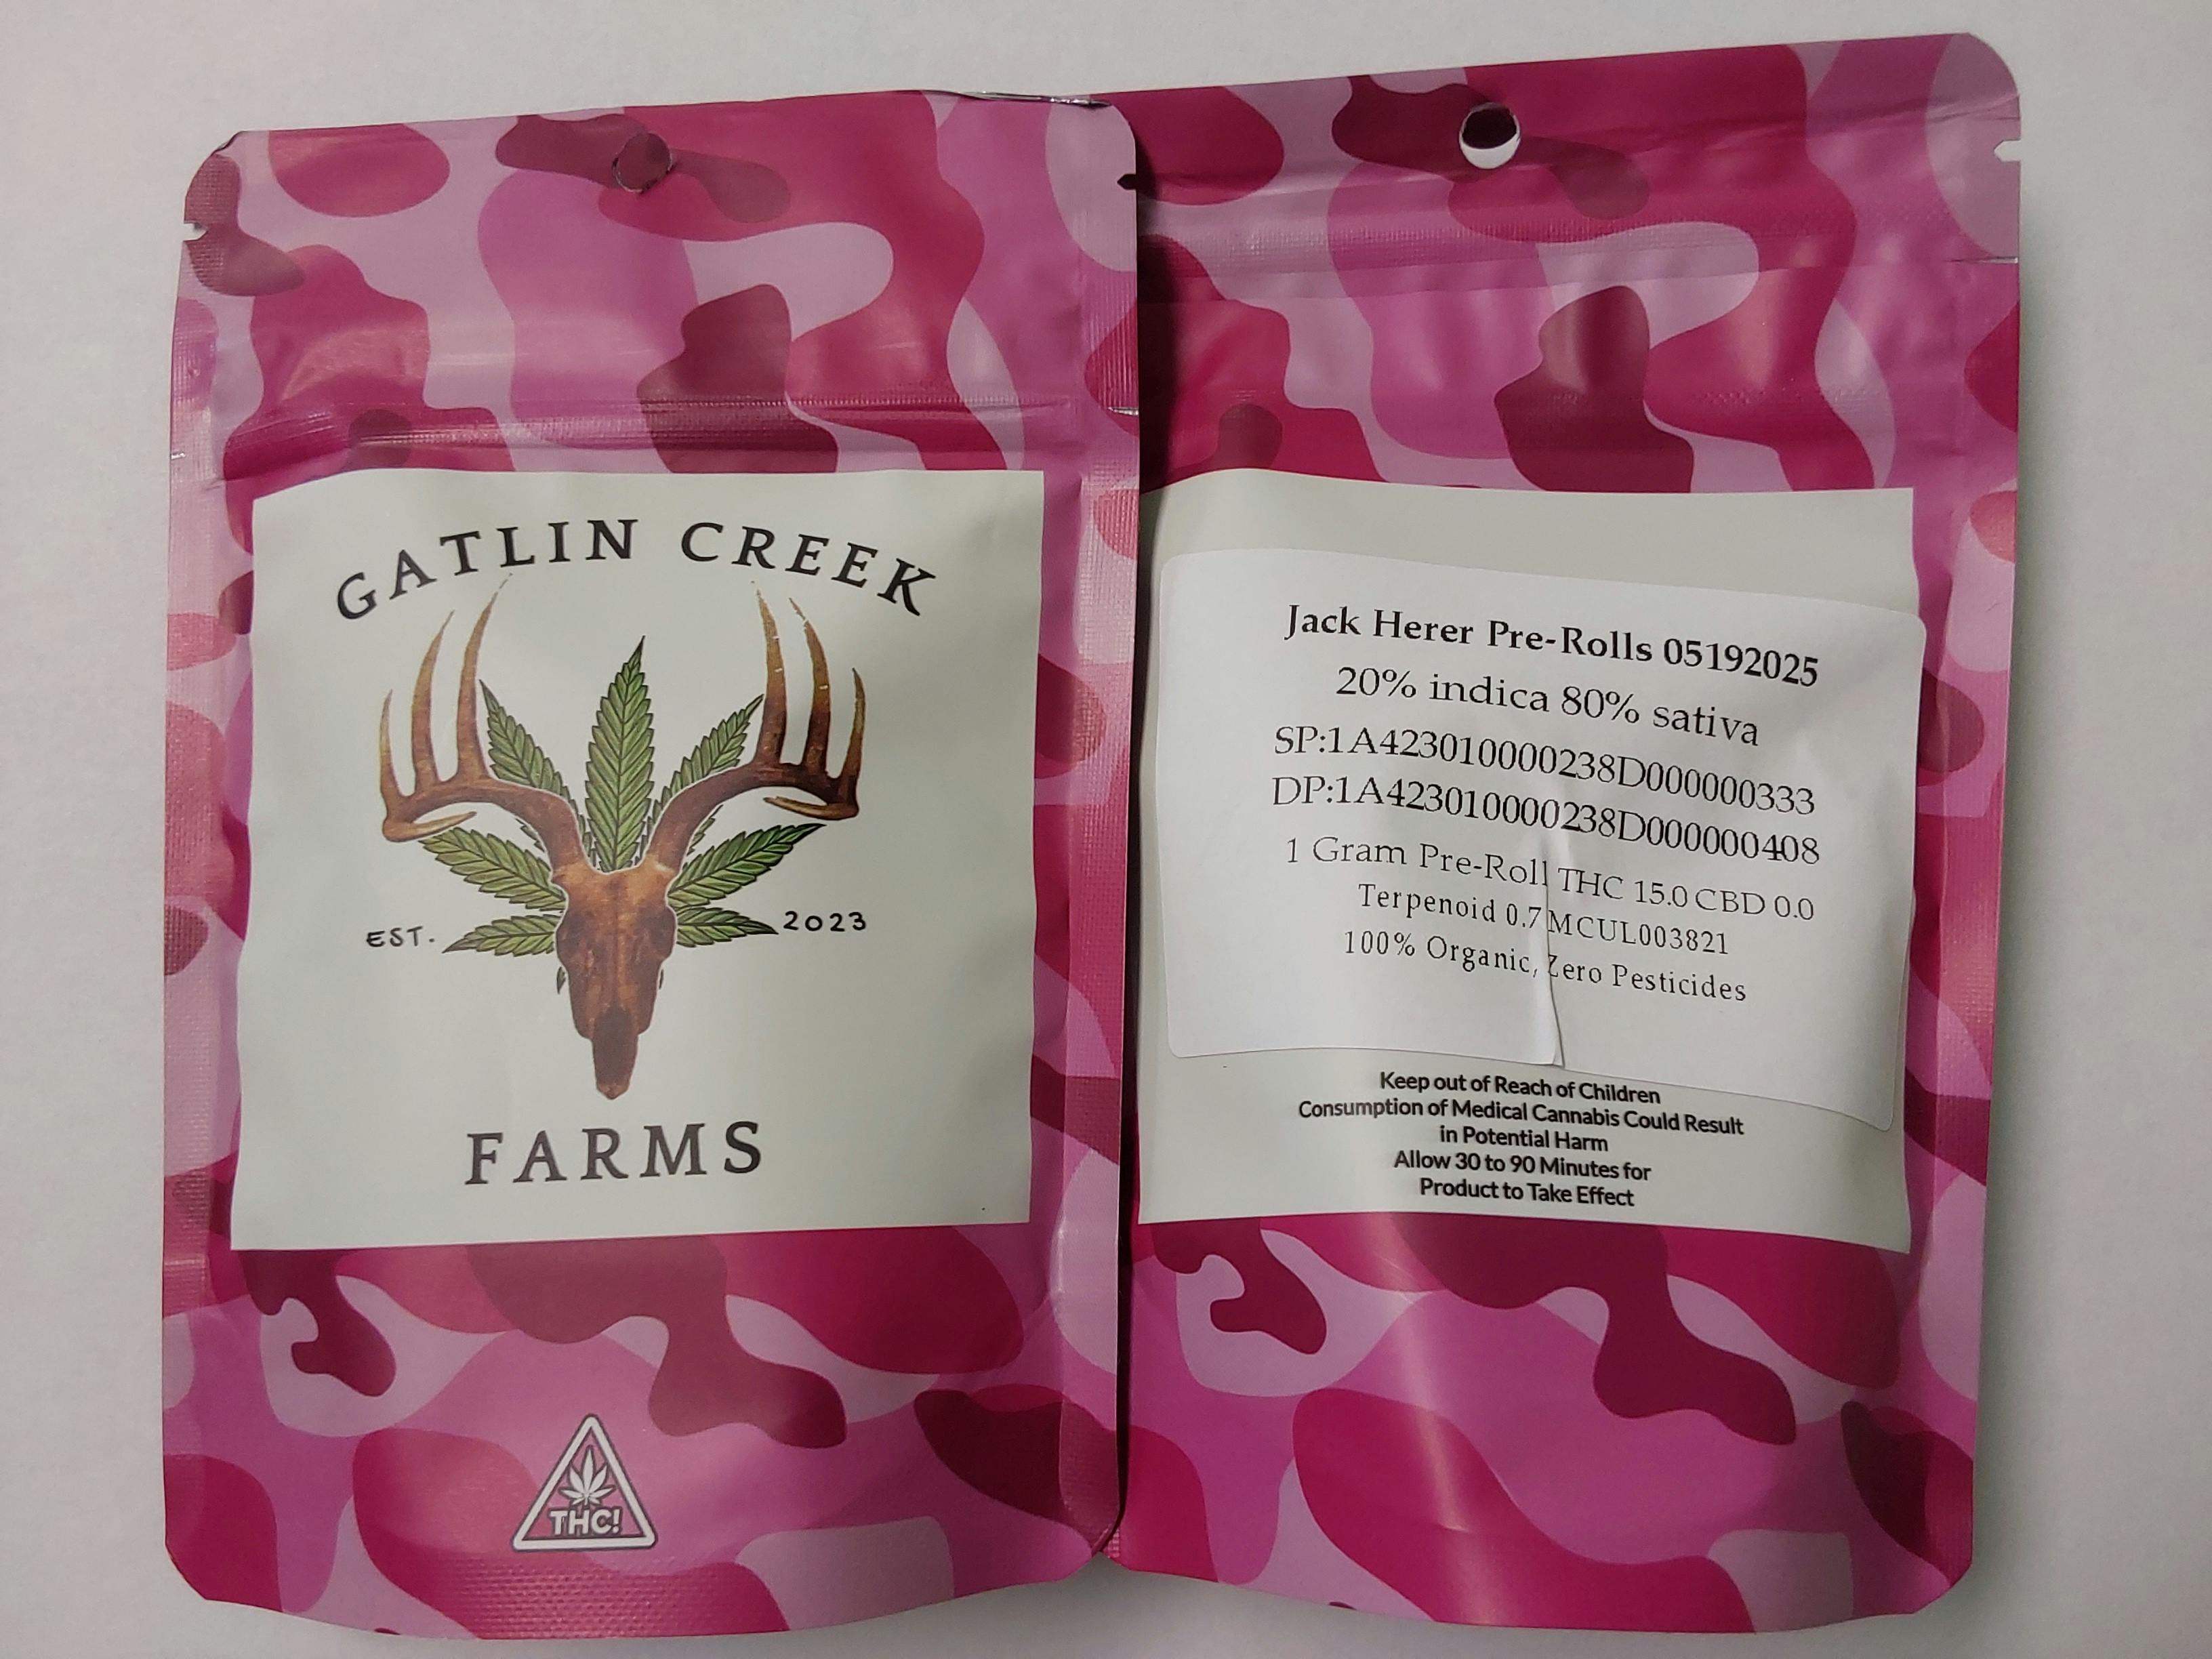 GATLIN CREEK
EST. 2023
FARMS
THC!
Jack Herer Pre-Rolls 05192025
20% indica 80% sativa
SP:1A423010000238D000000333
DP:1A423010000238D000000408
1 Gram Pre-Roll THC 15.0 CBD 0.0
Terpenoid 0.7 MCUL003821
100% Organic, Zero Pesticides
Keep out of Reach of Children
Consumption of Medical Cannabis Could Result
in Potential Harm
Allow 30 to 90 Minutes for
Product to Take Effect